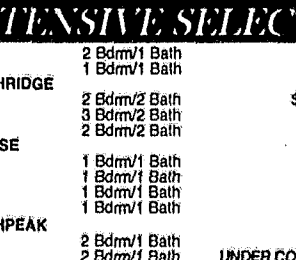 TENSIVE SELEC
2 Bdrm/1 Bath
1 Bdrm/1 Bath
HRIDGE
2 Bdrm/2 Bath
3 Bdrm/2 Bath
2 Bdrm/2 Bath
SE
1 Bdrm/1 Bath
1 Bdrm/1 Bath
1 Bdrm/1 Bath
1 Bdrm/1 Bath
HPEAK
2 Bdrm/1 Bath
2 Bdrm/1 Bath UNDER CO